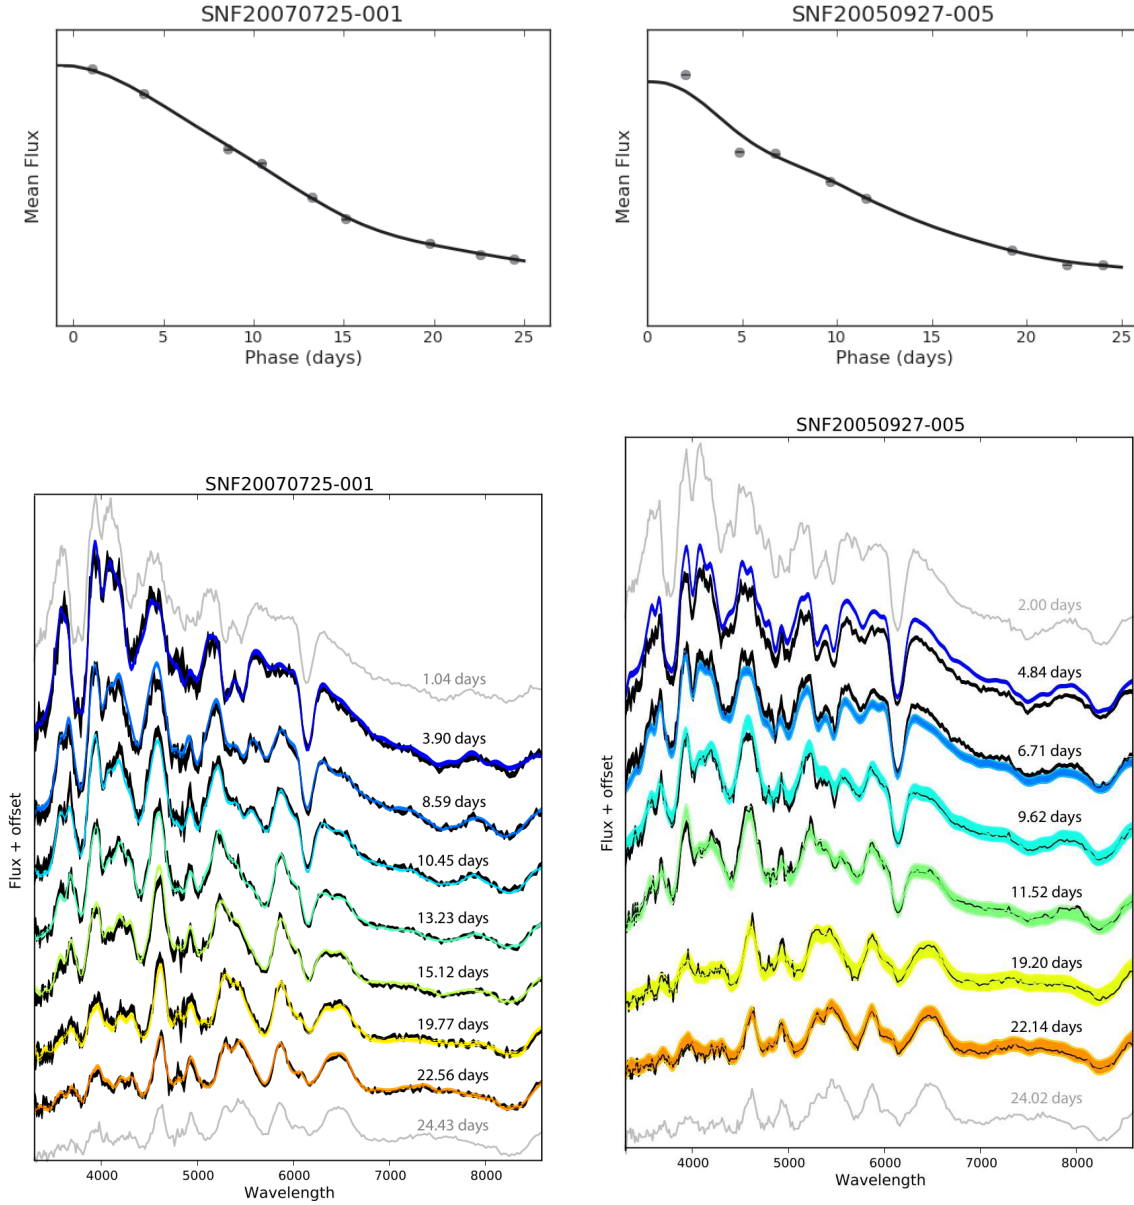 SNF20070725-001
Mean Flux
0 5 10 15 20 25
Phase (days)
SNF20050927-005
Mean Flux
0 5 10 15 20 25
Phase (days)
SNF20070725-001
Flux + offset
1.04 days
3.90 days
8.59 days
10.45 days
13.23 days
15.12 days
19.77 days
22.56 days
24.43 days
4000 5000 6000 7000 8000
Wavelength
SNF20050927-005
Flux + offset
2.00 days
4.84 days
6.71 days
9.62 days
11.52 days
19.20 days
22.14 days
24.02 days
4000 5000 6000 7000 8000
Wavelength